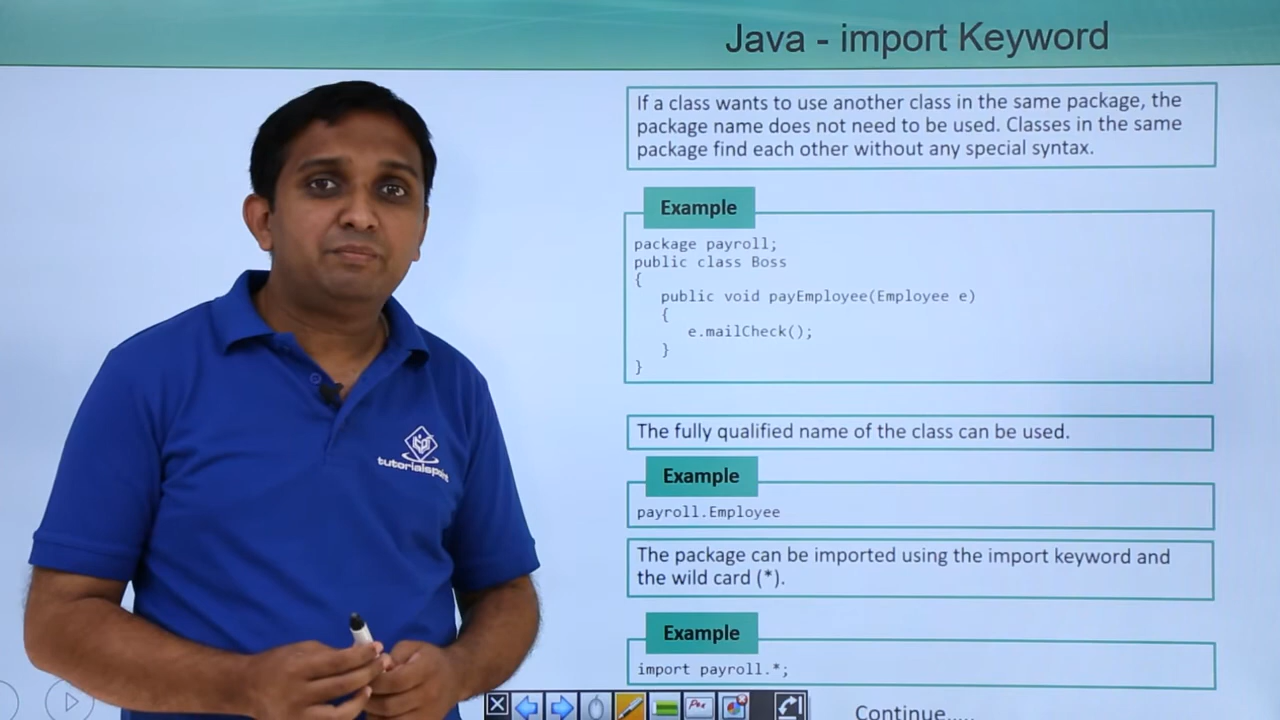 Java - import Keyword
If a class wants to use another class in the same package, the
package name does not need to be used. Classes in the same
package find each other without any special syntax.
Example
package payroll;
public class Boss
{
public void payEmployee(Employee e)
{
e.mailCheck();
}
}
The fully qualified name of the class can be used.
Example
payroll.Employee
The package can be imported using the import keyword and
the wild card (*).
Example
import payroll.*;
Continue.....
tutorialspoint